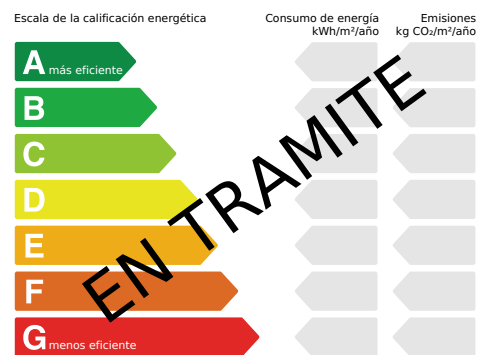 Escala de la calificación energética
Consumo de energía
kWh/m²/año
Emisiones
kg CO₂/m²/año
A más eficiente
B
C
D
E
F
G menos eficiente
EN TRAMITE